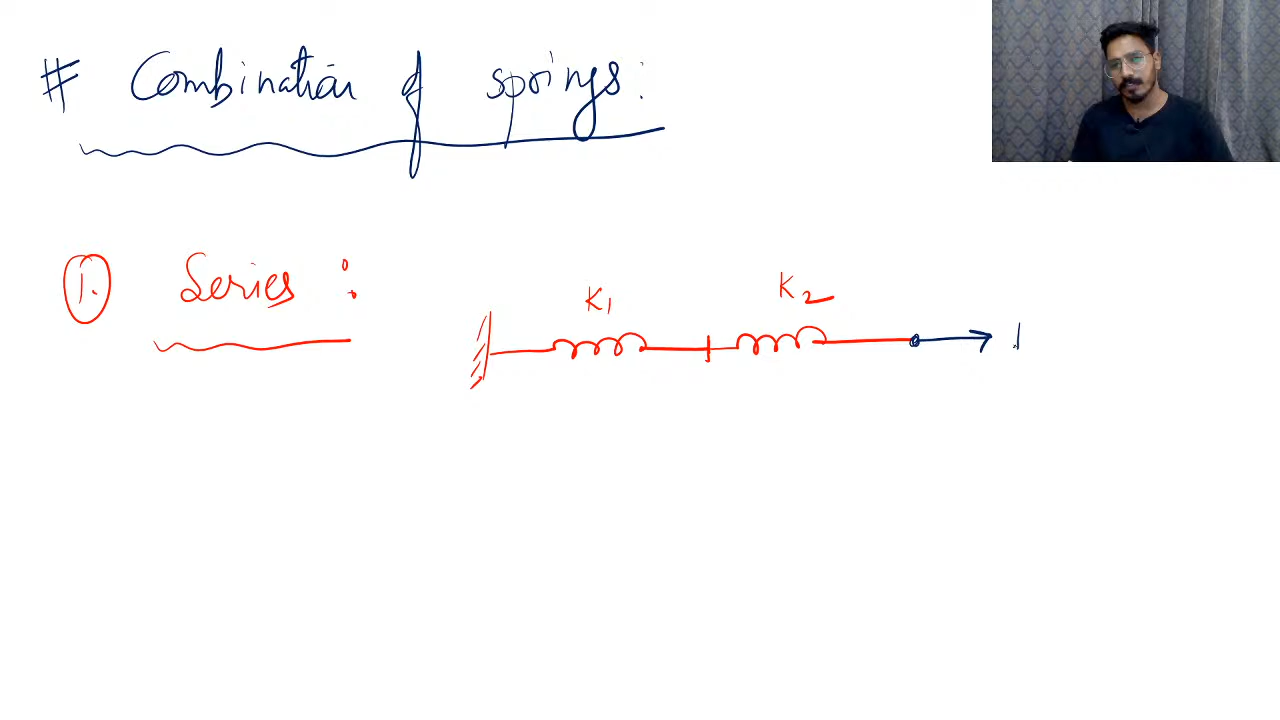 # Combination of springs:
1. Series :
K1
K2